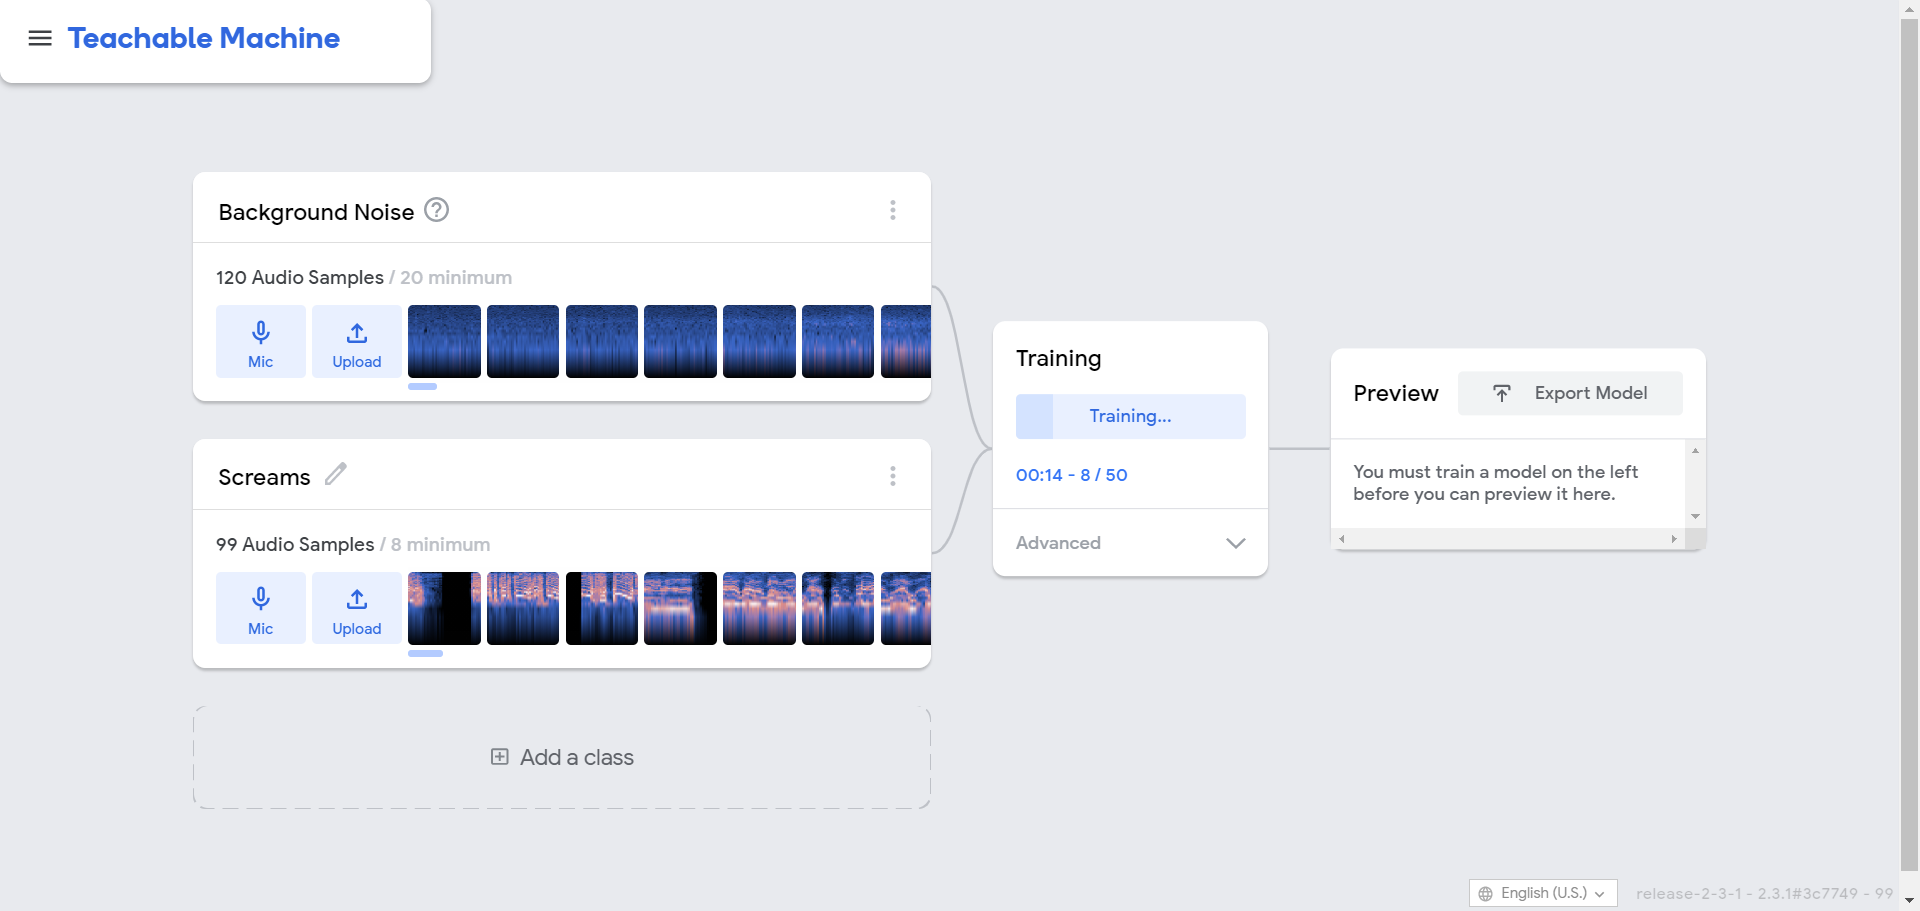 Teachable Machine
Background Noise
120 Audio Samples / 20 minimum
Mic
Upload
Screams
99 Audio Samples / 8 minimum
Mic
Upload
Add a class
Training
Training...
00:14 - 8 / 50
Advanced
Preview
Export Model
You must train a model on the left
before you can preview it here.
English (U.S.)
release-2-3-1 - 2.3.1#3c7749 - 99